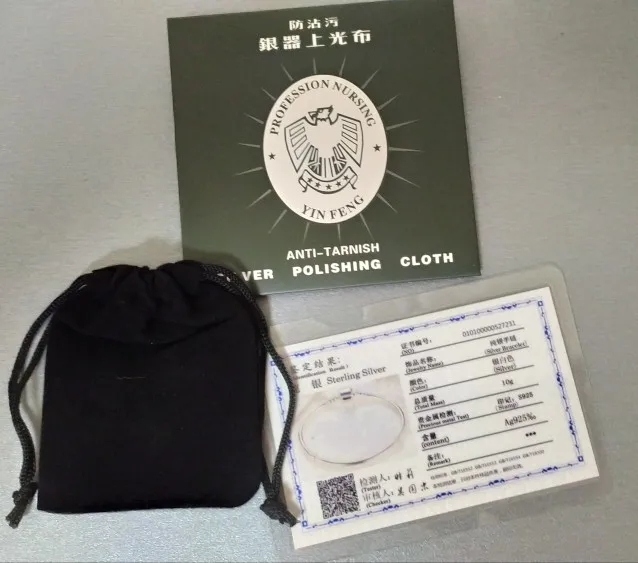 防沾污
銀器上光布
PROFESSION NURSING
YIN FENG
ANTI-TARNISH
VER POLISHING CLOTH
证书编号:
(NO)
010100000527231
定结果:
Result :
银 Sterling Silver
饰品名称:
(Jewelry Name)
(Silver Bracelet)
颜色:
(Color)
银白色
(Silver)
总质量
(Total Mass)
10g
贵金属检测:
(Precious metal Test)
印记: S925
(Stamp)
含量
(content)
Ag925‰
备注:
(Remark)
***
检测人:
(Tester)
审核人:
(Checker)